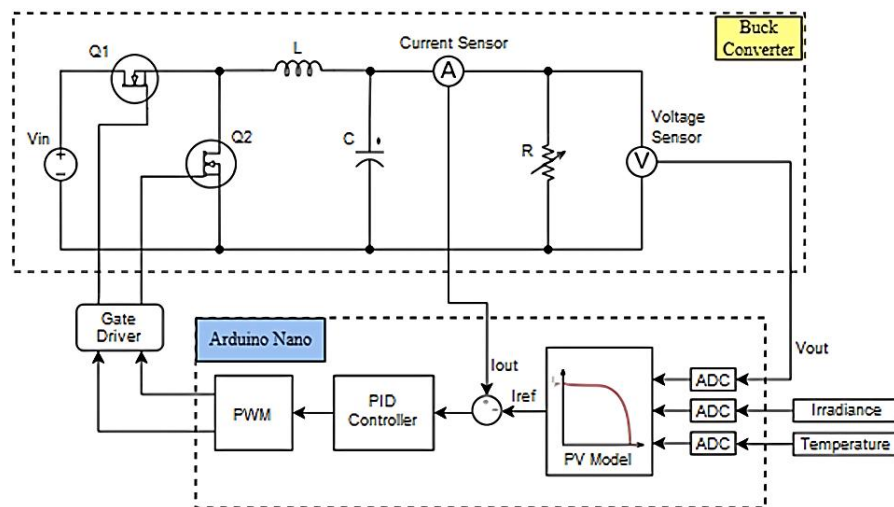 Buck
Converter
Q1
L
Current Sensor
A
Q2
Vin
C
R
Voltage
Sensor
V
Gate
Driver
Arduino Nano
Iout
Vout
PWM
PID
Controller
Iref
PV Model
ADC
ADC
Irradiance
ADC
Temperature